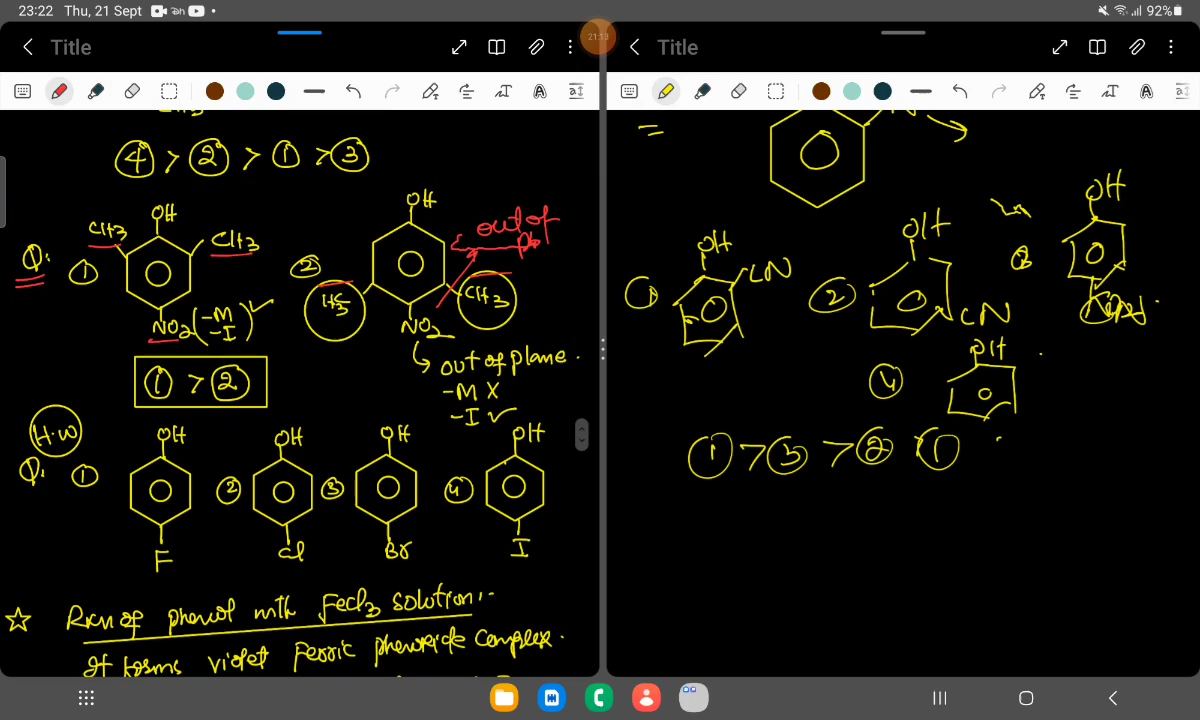 23:22 Thu, 21 Sept
92%
21:13
Title
4 > 2 > 1 > 3
Q: 1
OH
CH3 CH3
NO2 (-M
-I)
2
OH
H3C CH3
NO2
out of
out of plane.
-M X
-I ✓
1 > 2
H.W
Q: 1 OH 2 OH 3 OH 4 OH
F Cl Br I
☆ Rxn of phenol with FeCl3 solution:-
It forms violet Ferric phenoxide complex.
Title
=
1 OH CN
2 OH CN
OH
4 OH
1 > 3 > 2